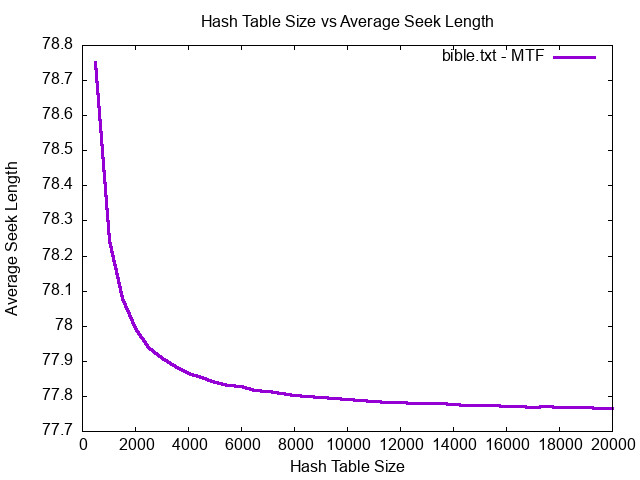 Hash Table Size vs Average Seek Length
bible.txt - MTF
Average Seek Length
78.8
78.7
78.6
78.5
78.4
78.3
78.2
78.1
78
77.9
77.8
77.7
0 2000 4000 6000 8000 10000 12000 14000 16000 18000 20000
Hash Table Size